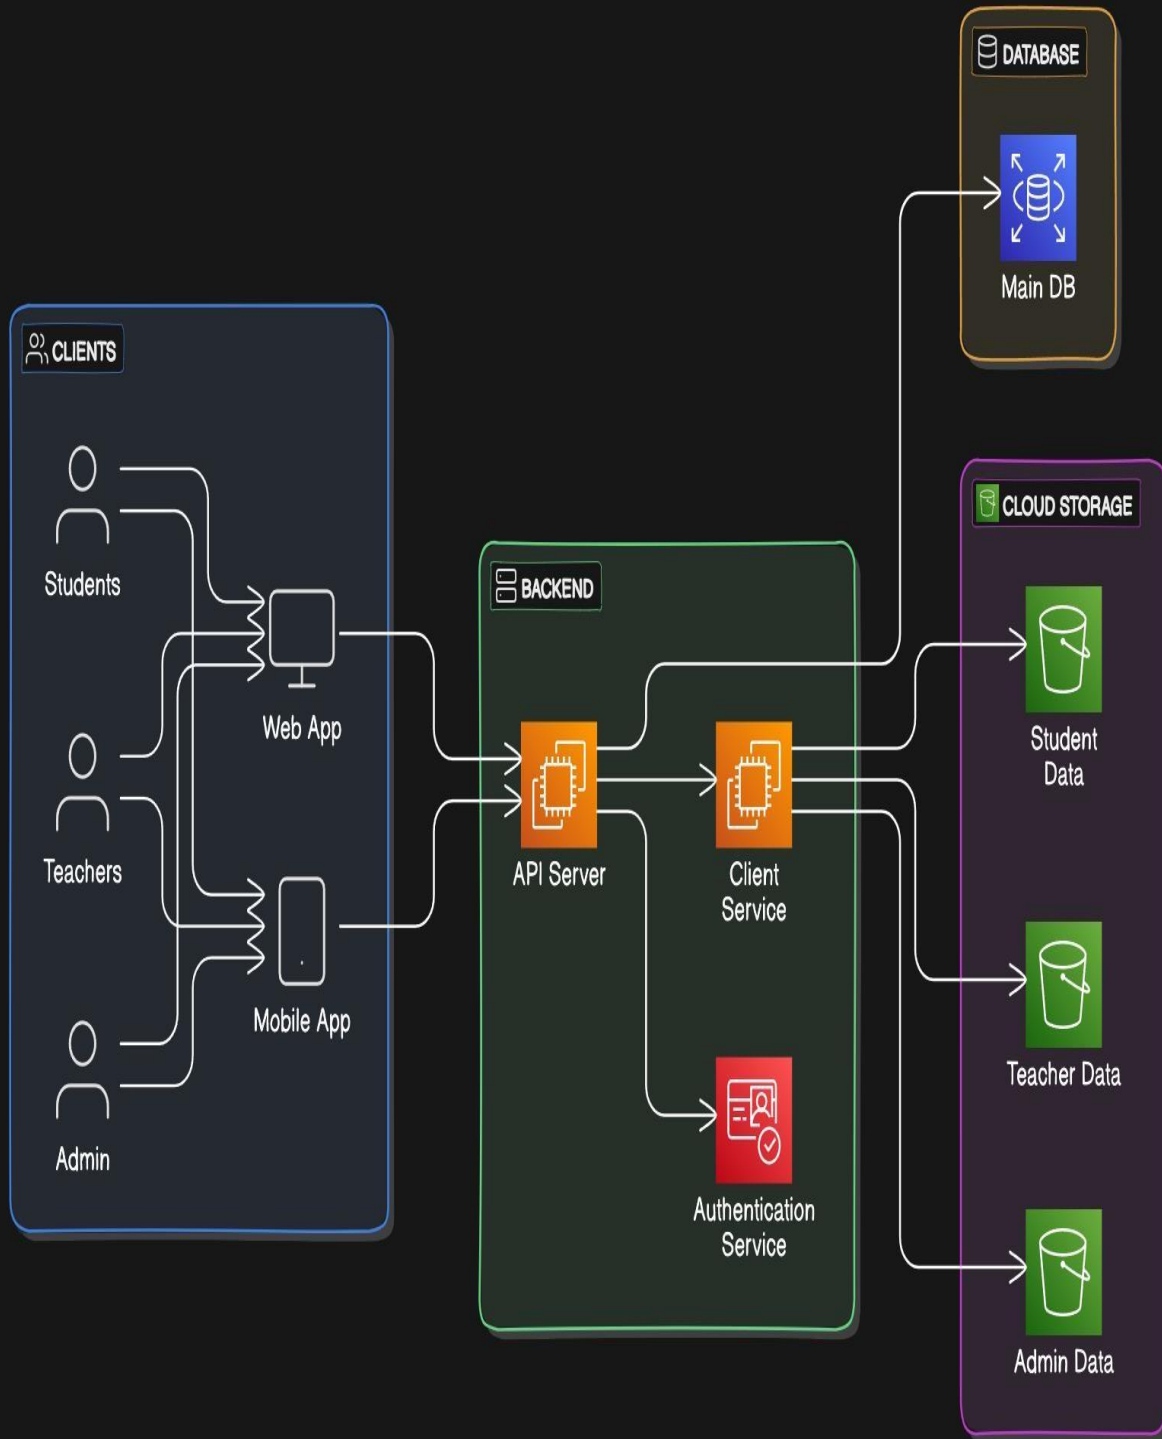 DATABASE
Main DB
CLIENTS
Students
Web App
Teachers
Mobile App
Admin
BACKEND
API Server
Client
Service
Authentication
Service
CLOUD STORAGE
Student
Data
Teacher Data
Admin Data